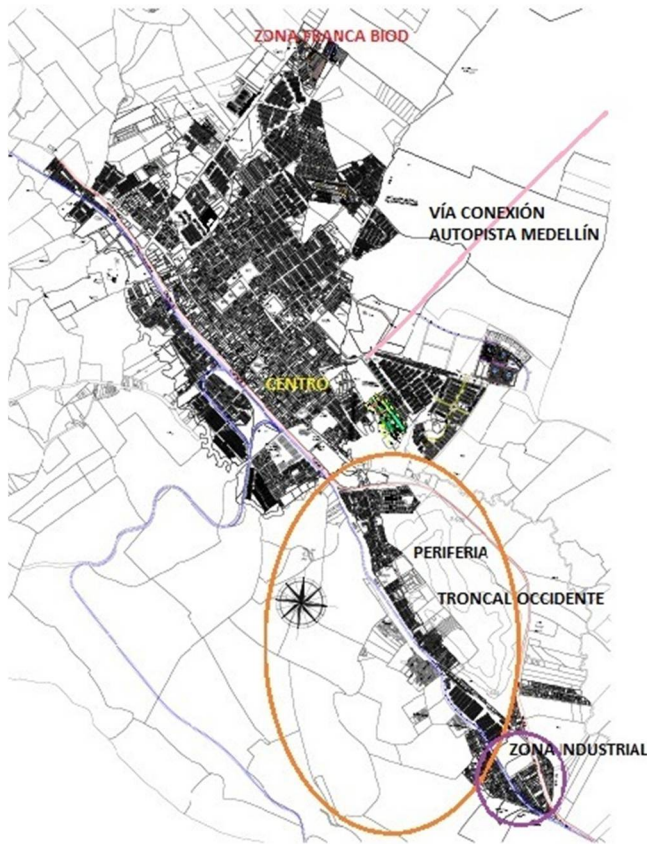 ZONA FRANCA BIOD
VÍA CONEXIÓN
AUTOPISTA MEDELLÍN
CENTRO
PERIFERIA
TRONCAL OCCIDENTE
ZONA INDUSTRIAL